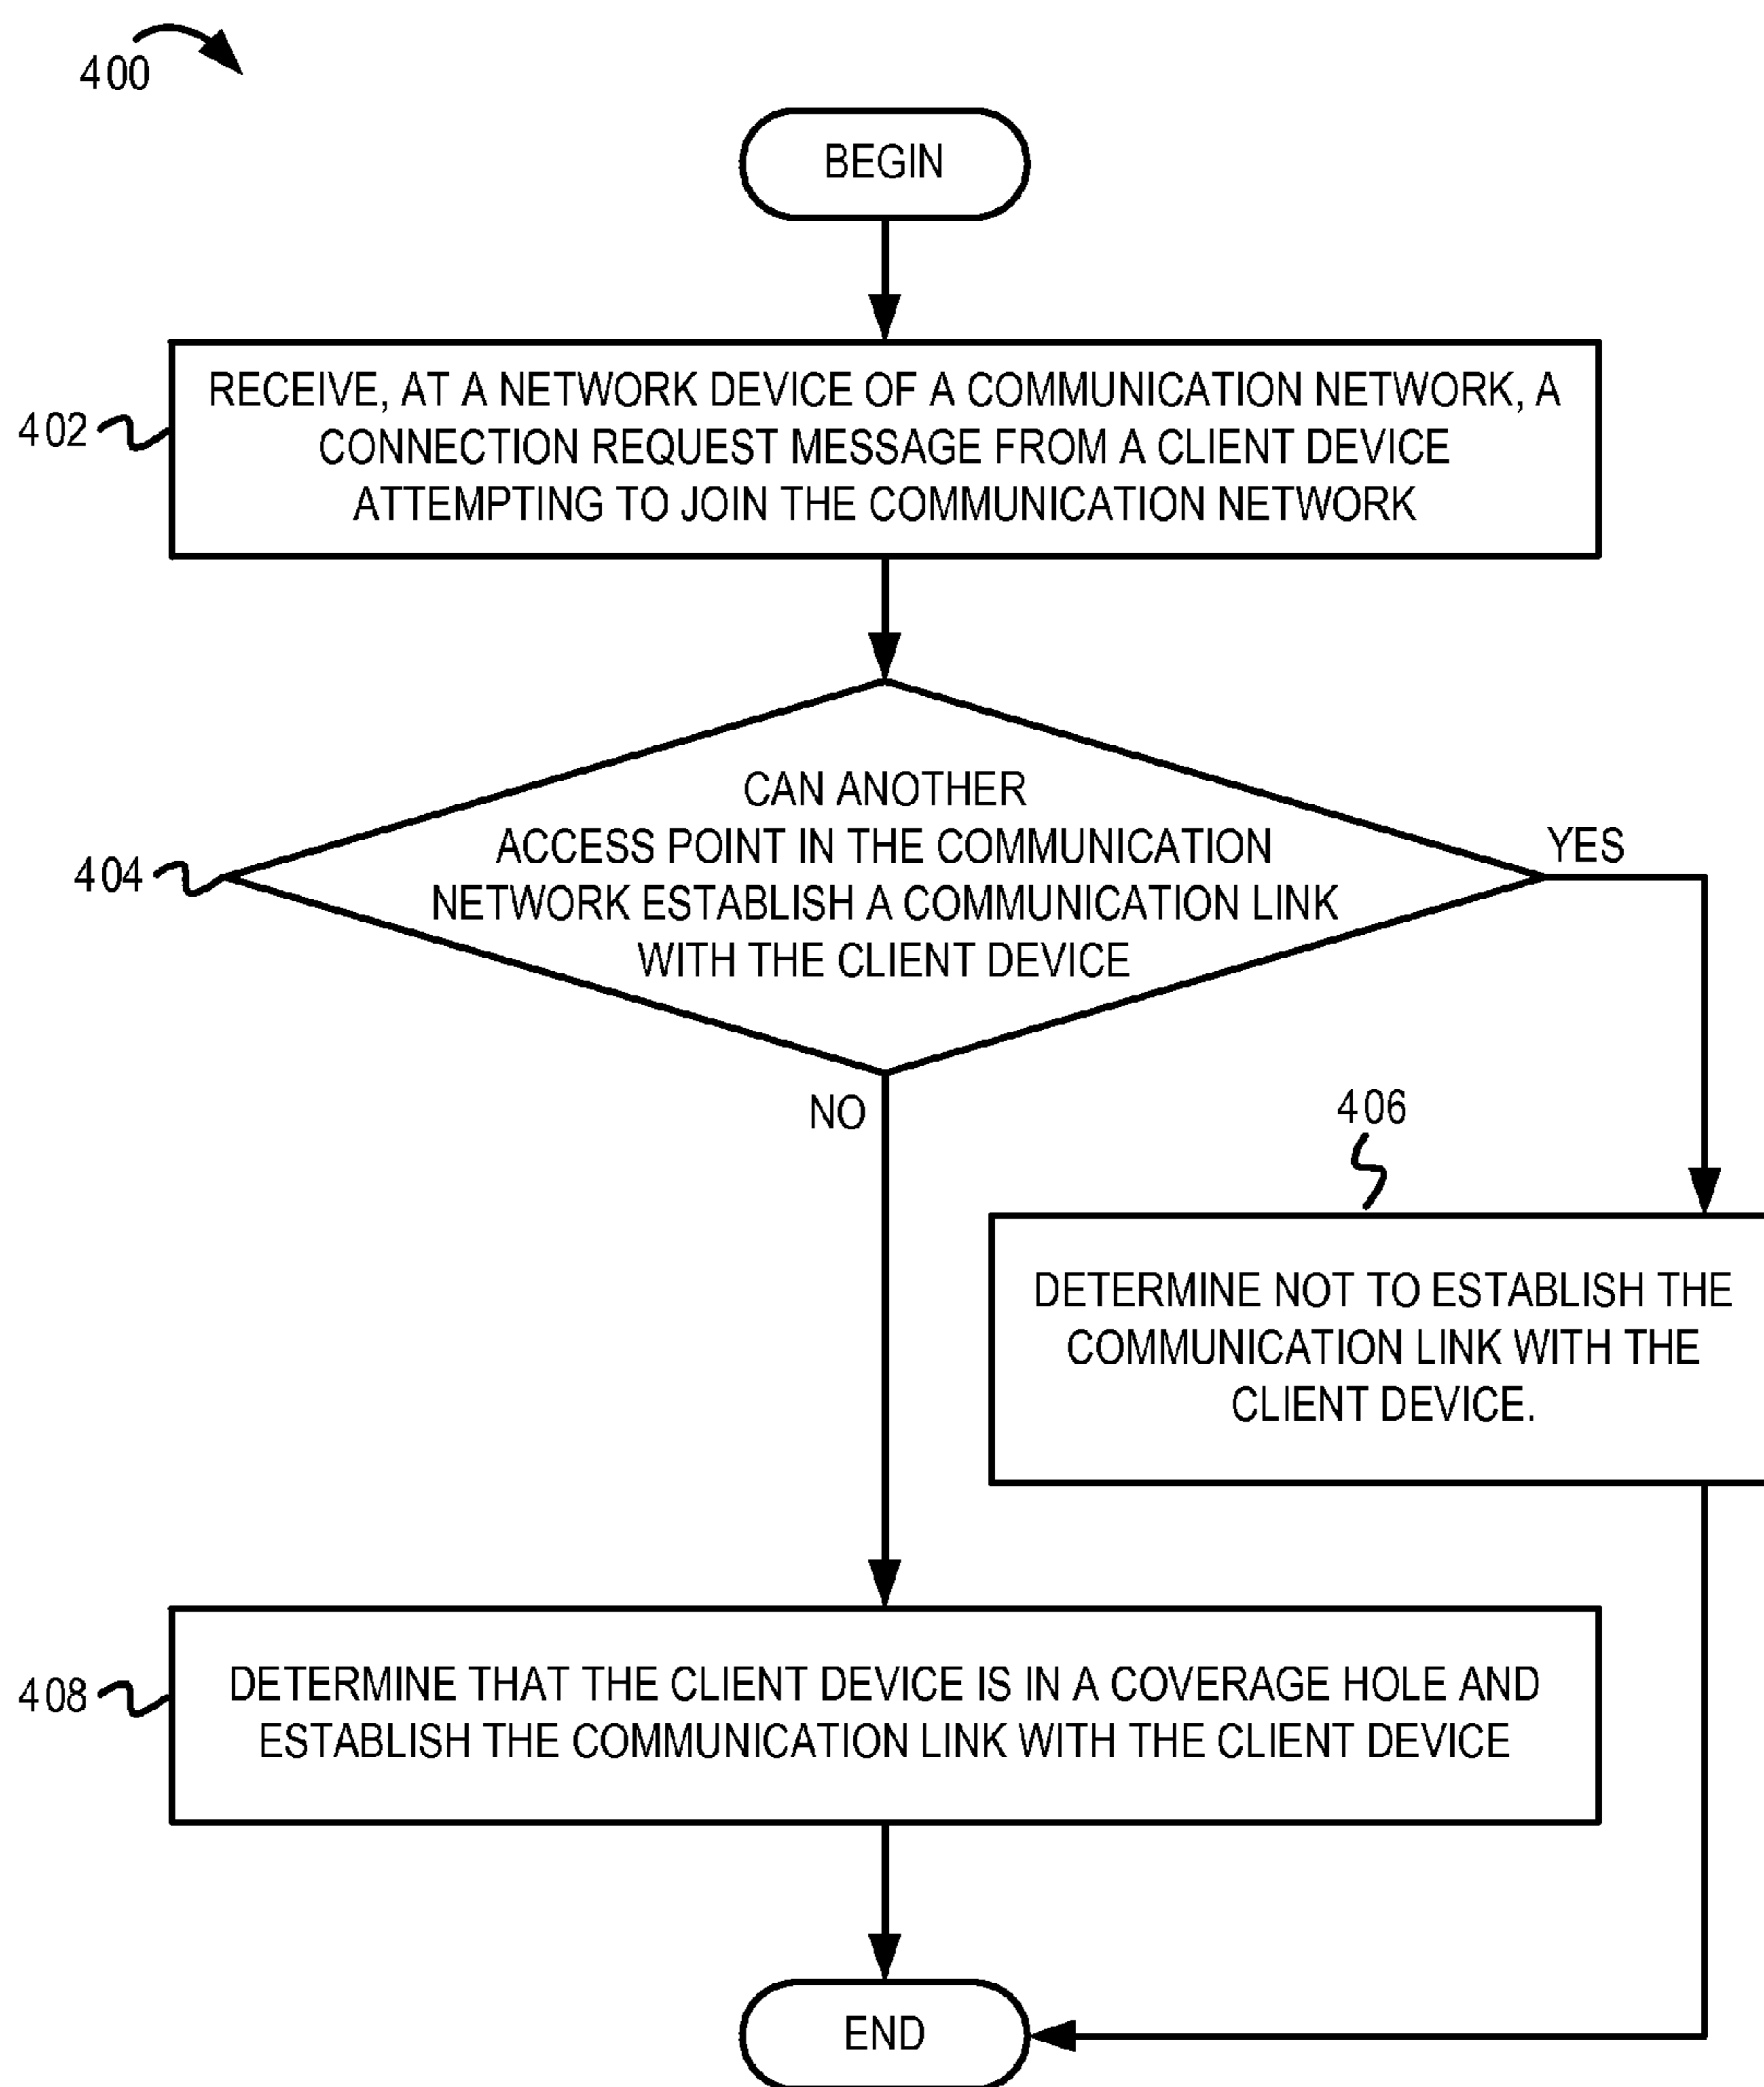 400
BEGIN
402
RECEIVE, AT A NETWORK DEVICE OF A COMMUNICATION NETWORK, A
CONNECTION REQUEST MESSAGE FROM A CLIENT DEVICE
ATTEMPTING TO JOIN THE COMMUNICATION NETWORK
404
CAN ANOTHER
ACCESS POINT IN THE COMMUNICATION
NETWORK ESTABLISH A COMMUNICATION LINK
WITH THE CLIENT DEVICE
YES
NO
406
DETERMINE NOT TO ESTABLISH THE
COMMUNICATION LINK WITH THE
CLIENT DEVICE.
408
DETERMINE THAT THE CLIENT DEVICE IS IN A COVERAGE HOLE AND
ESTABLISH THE COMMUNICATION LINK WITH THE CLIENT DEVICE
END